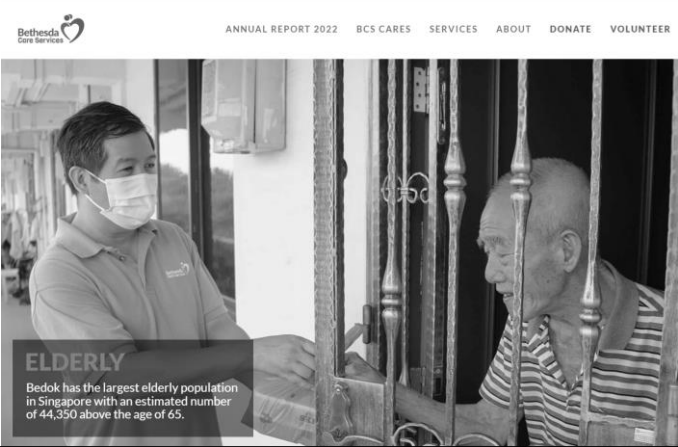 Bethesda
Care Services
ANNUAL REPORT 2022 BCS CARES SERVICES ABOUT DONATE VOLUNTEER
ELDERLY
Bedok has the largest elderly population
in Singapore with an estimated number
of 44,350 above the age of 65.